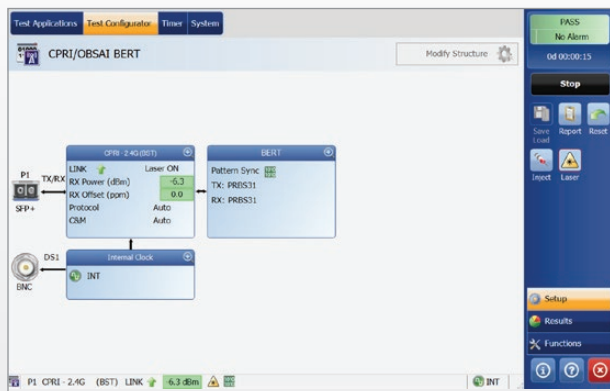 Test Applications Test Configurator Timer System
CPRI/OBSAI BERT
Modify Structure
PASS
No Alarm
0d 00:00:15
Stop
Save
Load
Report
Reset
Inject
Laser
CPRI - 2.4G (BST)
LINK Laser ON
RX Power (dBm) -6.3
RX Offset (ppm) 0.0
Protocol Auto
C&M Auto
BERT
Pattern Sync
TX: PRBS31
RX: PRBS31
P1
TX/RX
SFP+
Internal Clock
DS1
INT
BNC
Setup
Results
Functions
P1 CPRI - 2.4G (BST) LINK -6.3 dBm INT